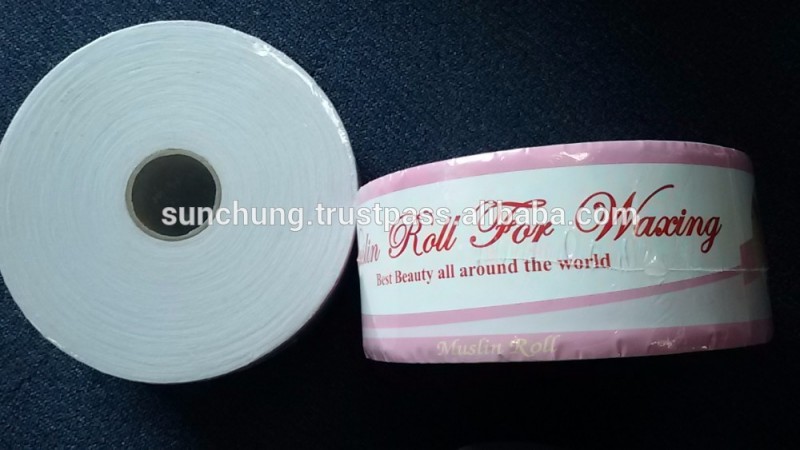 sunchung.trustpass.alibaba.com
Roll For Waxing
Best Beauty all around the world
Muslin Roll